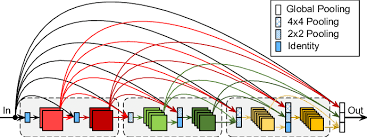 Global Pooling
4x4 Pooling
2x2 Pooling
Identity
In
Out